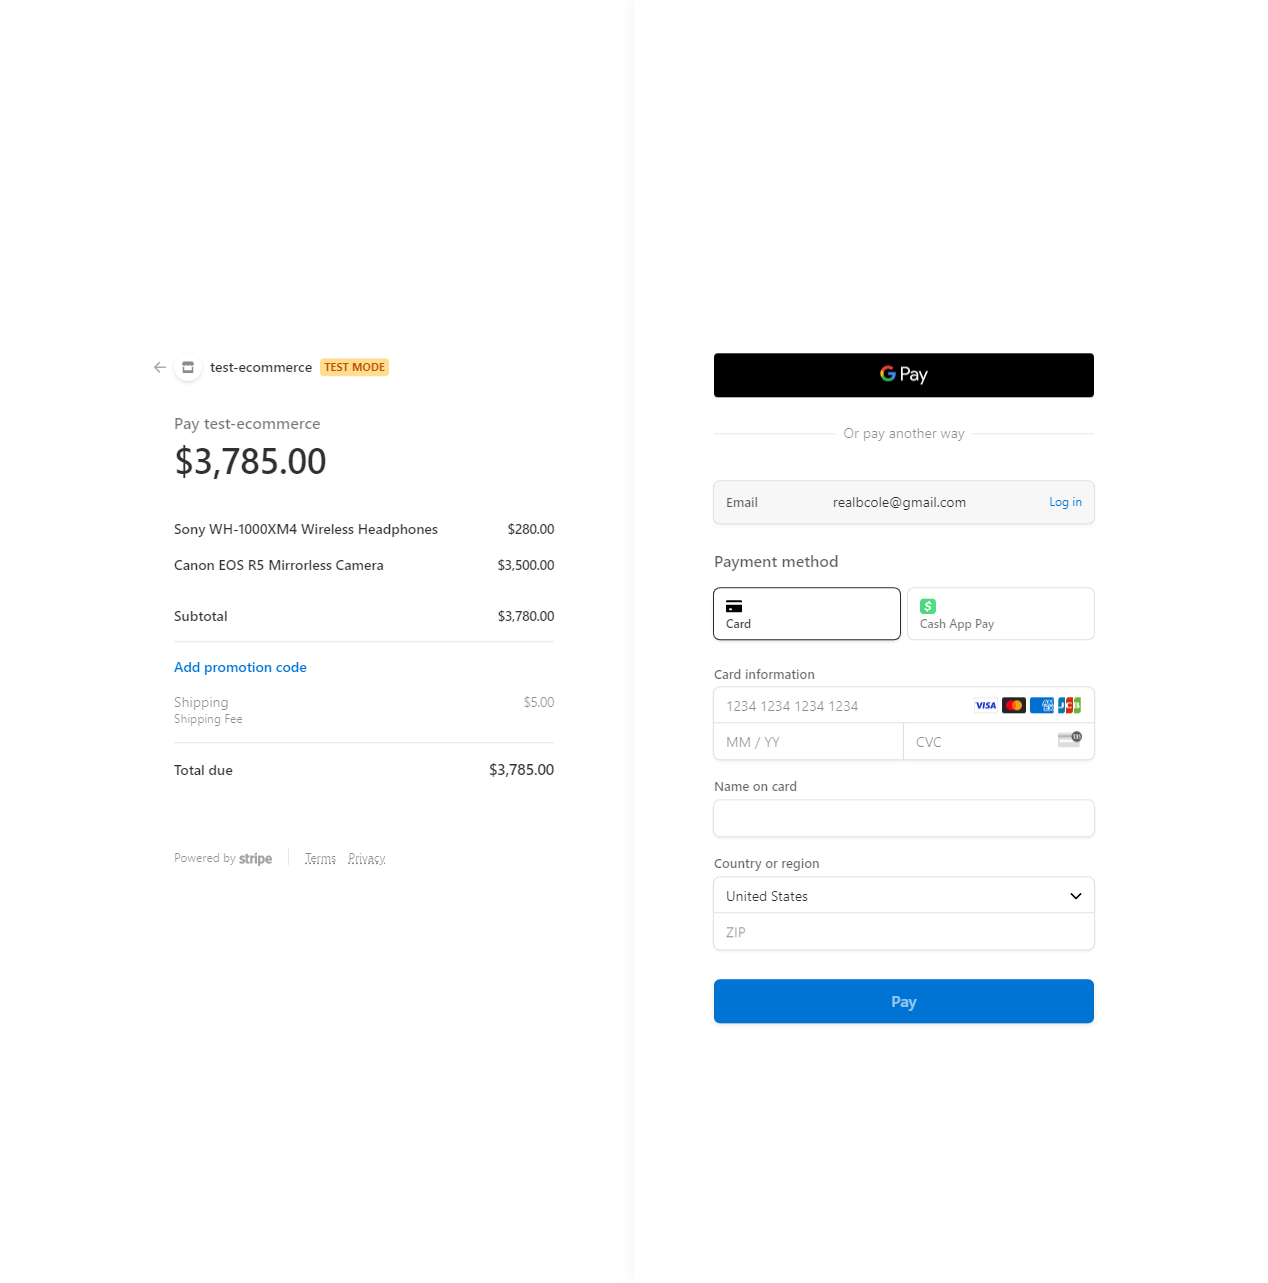 test-ecommerce TEST MODE
Pay test-ecommerce
$3,785.00
Sony WH-1000XM4 Wireless Headphones $280.00
Canon EOS R5 Mirrorless Camera $3,500.00
Subtotal $3,780.00
Add promotion code
Shipping $5.00
Shipping Fee
Total due $3,785.00
Powered by stripe Terms Privacy
G Pay
Or pay another way
Email realbcole@gmail.com Log in
Payment method
Card
Cash App Pay
Card information
1234 1234 1234 1234 VISA JCB
MM / YY CVC
Name on card
Country or region
United States
ZIP
Pay